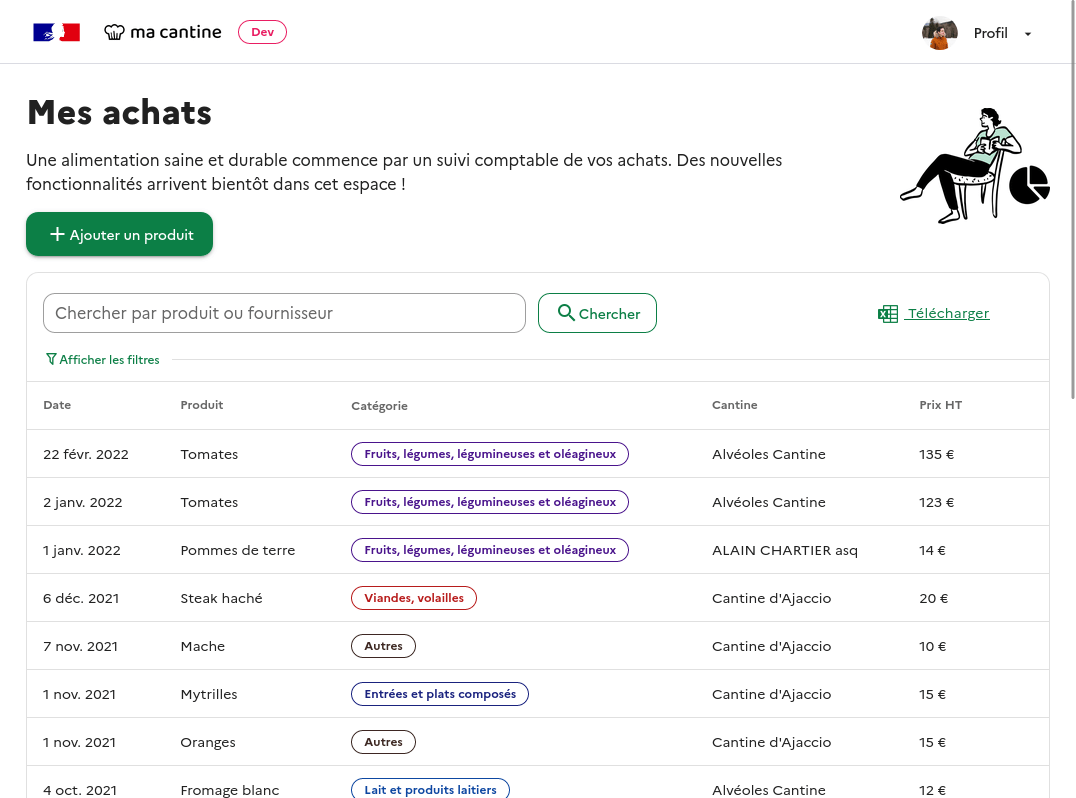 ma cantine Dev Profil
Mes achats
Une alimentation saine et durable commence par un suivi comptable de vos achats. Des nouvelles
fonctionnalités arrivent bientôt dans cet espace !
Ajouter un produit
Chercher par produit ou fournisseur Chercher Télécharger
Afficher les filtres
Date Produit Catégorie Cantine Prix HT
22 févr. 2022 Tomates Fruits, légumes, légumineuses et oléagineux Alvéoles Cantine 135 €
2 janv. 2022 Tomates Fruits, légumes, légumineuses et oléagineux Alvéoles Cantine 123 €
1 janv. 2022 Pommes de terre Fruits, légumes, légumineuses et oléagineux ALAIN CHARTIER asq 14 €
6 déc. 2021 Steak haché Viandes, volailles Cantine d'Ajaccio 20 €
7 nov. 2021 Mache Autres Cantine d'Ajaccio 10 €
1 nov. 2021 Mytrilles Entrées et plats composés Cantine d'Ajaccio 15 €
1 nov. 2021 Oranges Autres Cantine d'Ajaccio 15 €
4 oct. 2021 Fromage blanc Lait et produits laitiers Alvéoles Cantine 12 €